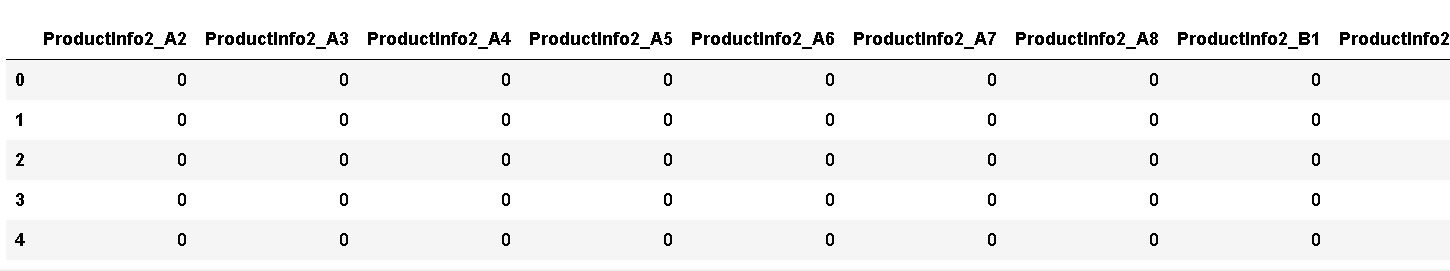 ProductInfo2_A2 ProductInfo2_A3 ProductInfo2_A4 ProductInfo2_A5 ProductInfo2_A6 ProductInfo2_A7 ProductInfo2_A8 ProductInfo2_B1 ProductInfo2
0 0 0 0 0 0 0 0 0
1 0 0 0 0 0 0 0 0
2 0 0 0 0 0 0 0 0
3 0 0 0 0 0 0 0 0
4 0 0 0 0 0 0 0 0